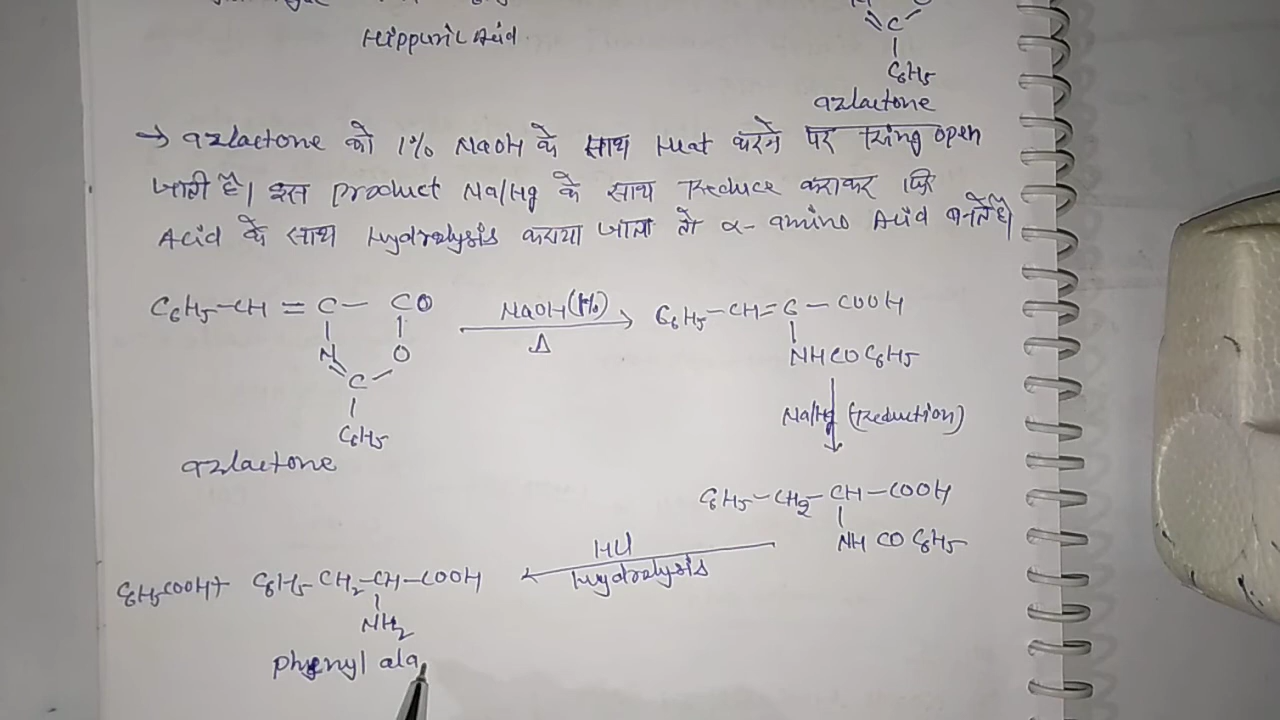 Hippuric Acid
C
C6H5
azlactone
→ azlactone को 1% NaOH के साथ Heat करने पर Ring open
जाती है। इस product Na/Hg के साथ Reduce कराकर फिर
Acid के साथ Hydrolysis कराया जाता तो α- amino Acid बनते है।
C6H5-CH = C - CO
N O
C
C6H5
azlactone
NaOH(1%)
Δ
C6H5-CH=C-COOH
NHCOC6H5
Na/Hg (Reduction)
C6H5-CH2-CH-COOH
NH CO C6H5
HCl
Hydrolysis
C6H5COOH+ C6H5-CH2-CH-COOH
NH2
Phenyl ala